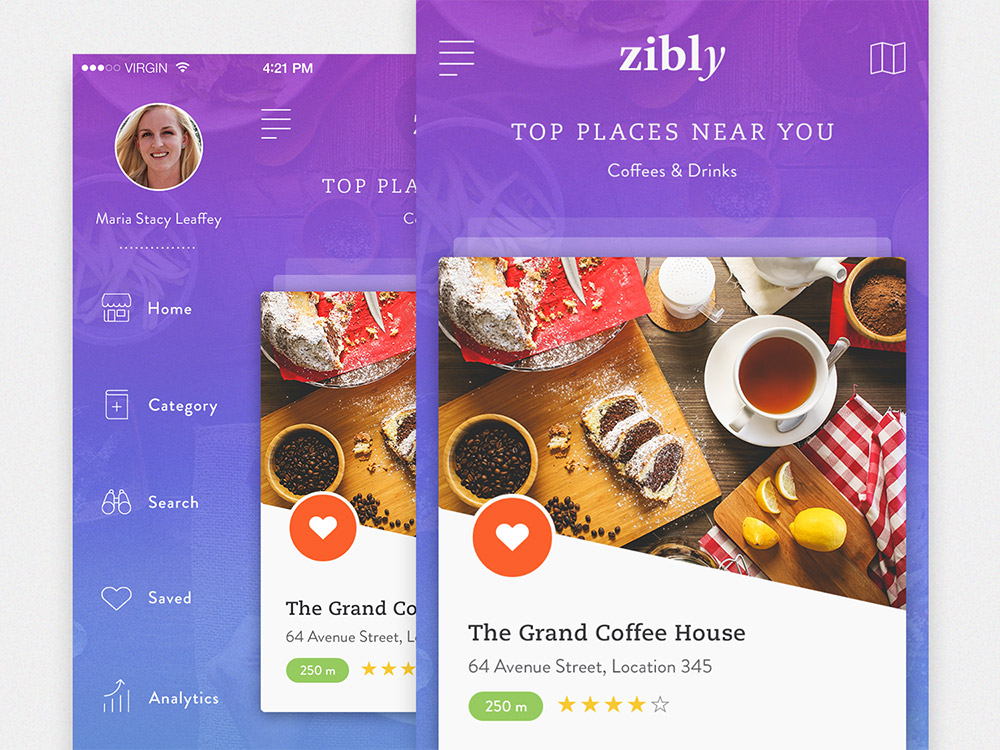 VIRGIN
4:21 PM
Maria Stacy Leaffey
Home
Category
Search
Saved
Analytics
TOP PLA
The Grand Co
64 Avenue Street, L
250 m
zibly
TOP PLACES NEAR YOU
Coffees & Drinks
The Grand Coffee House
64 Avenue Street, Location 345
250 m